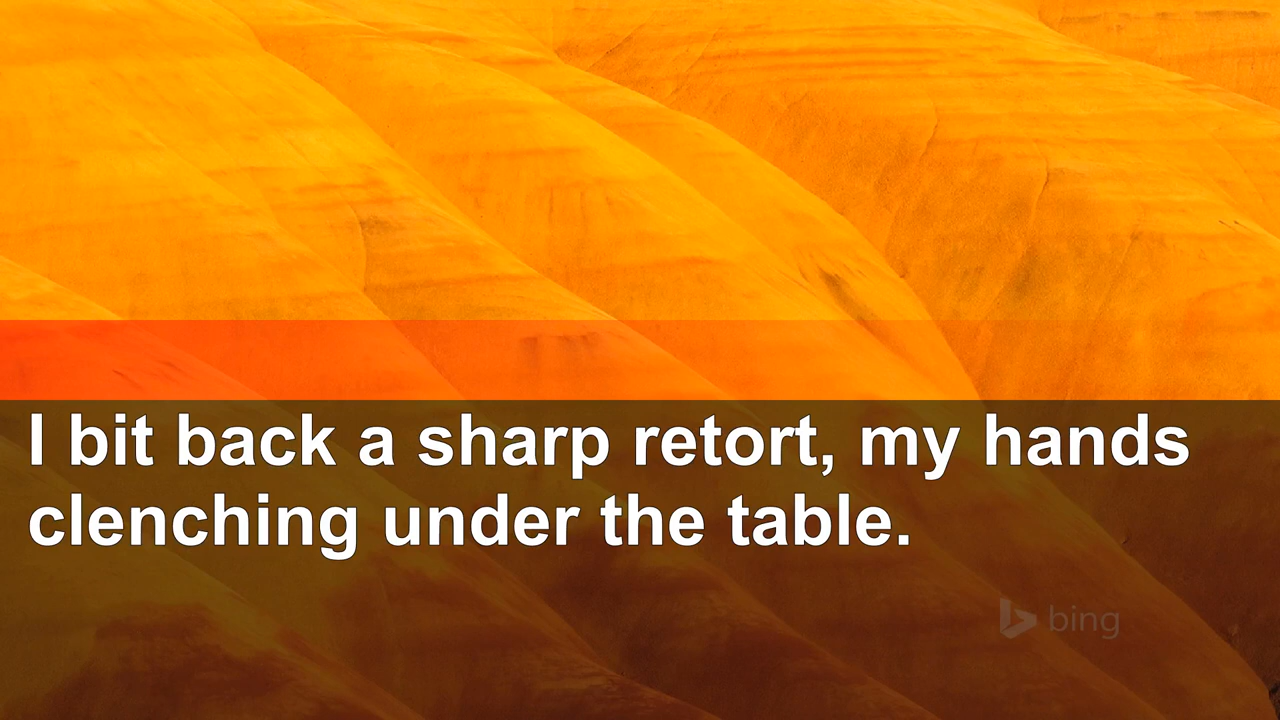 I bit back a sharp retort, my hands
clenching under the table.
bing